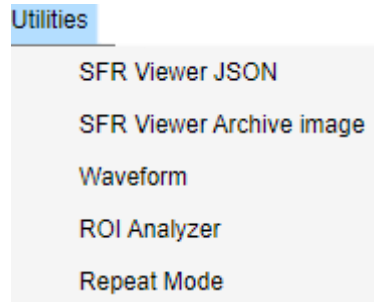 Utilities
SFR Viewer JSON
SFR Viewer Archive image
Waveform
ROI Analyzer
Repeat Mode